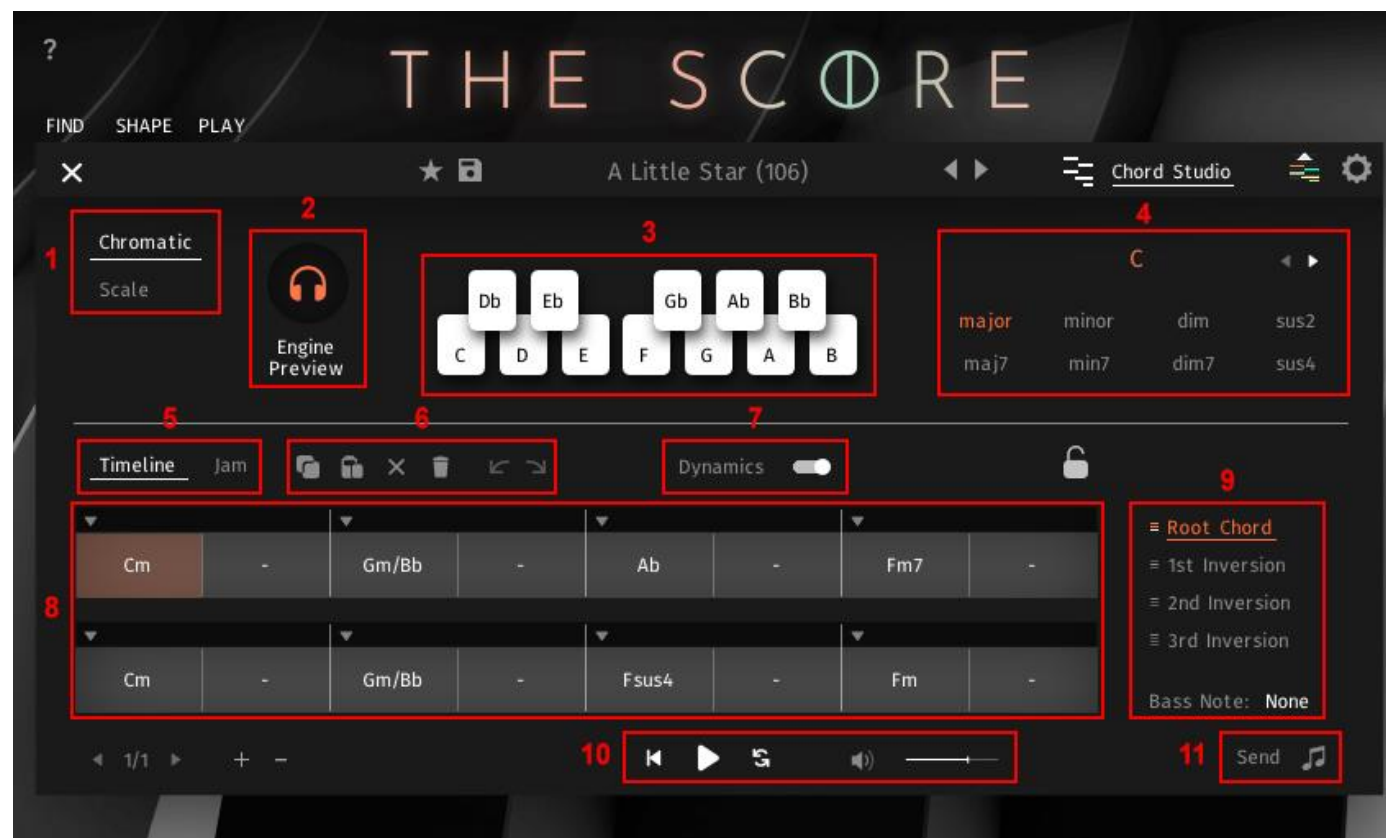 ?
THE SCORE
FIND SHAPE PLAY
A Little Star (106)
Chord Studio
1
Chromatic
Scale
2
Engine
Preview
3
Db Eb Gb Ab Bb
C D E F G A B
4
C
major minor dim sus2
maj7 min7 dim7 sus4
5
Timeline Jam
6
7
Dynamics
8
Cm - Gm/Bb - Ab - Fm7 -
Cm - Gm/Bb - Fsus4 - Fm -
9
Root Chord
1st Inversion
2nd Inversion
3rd Inversion
Bass Note: None
1/1 + -
10
11
Send